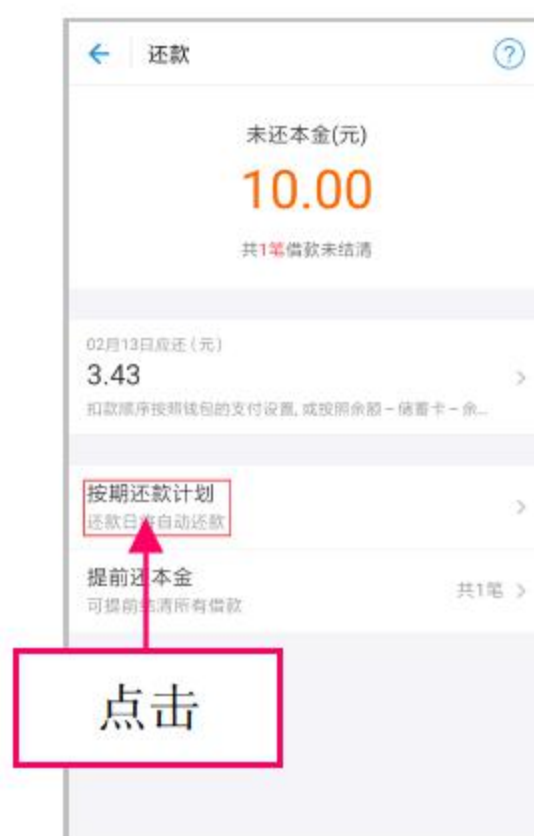 还款
?
未还本金(元)
10.00
共1笔借款未结清
02月13日应还(元)
3.43
扣款顺序按照钱包的支付设置, 或按照余额-储蓄卡-余...
按期还款计划
还款日将自动还款
提前还本金
可提前结清所有借款
共1笔
点击